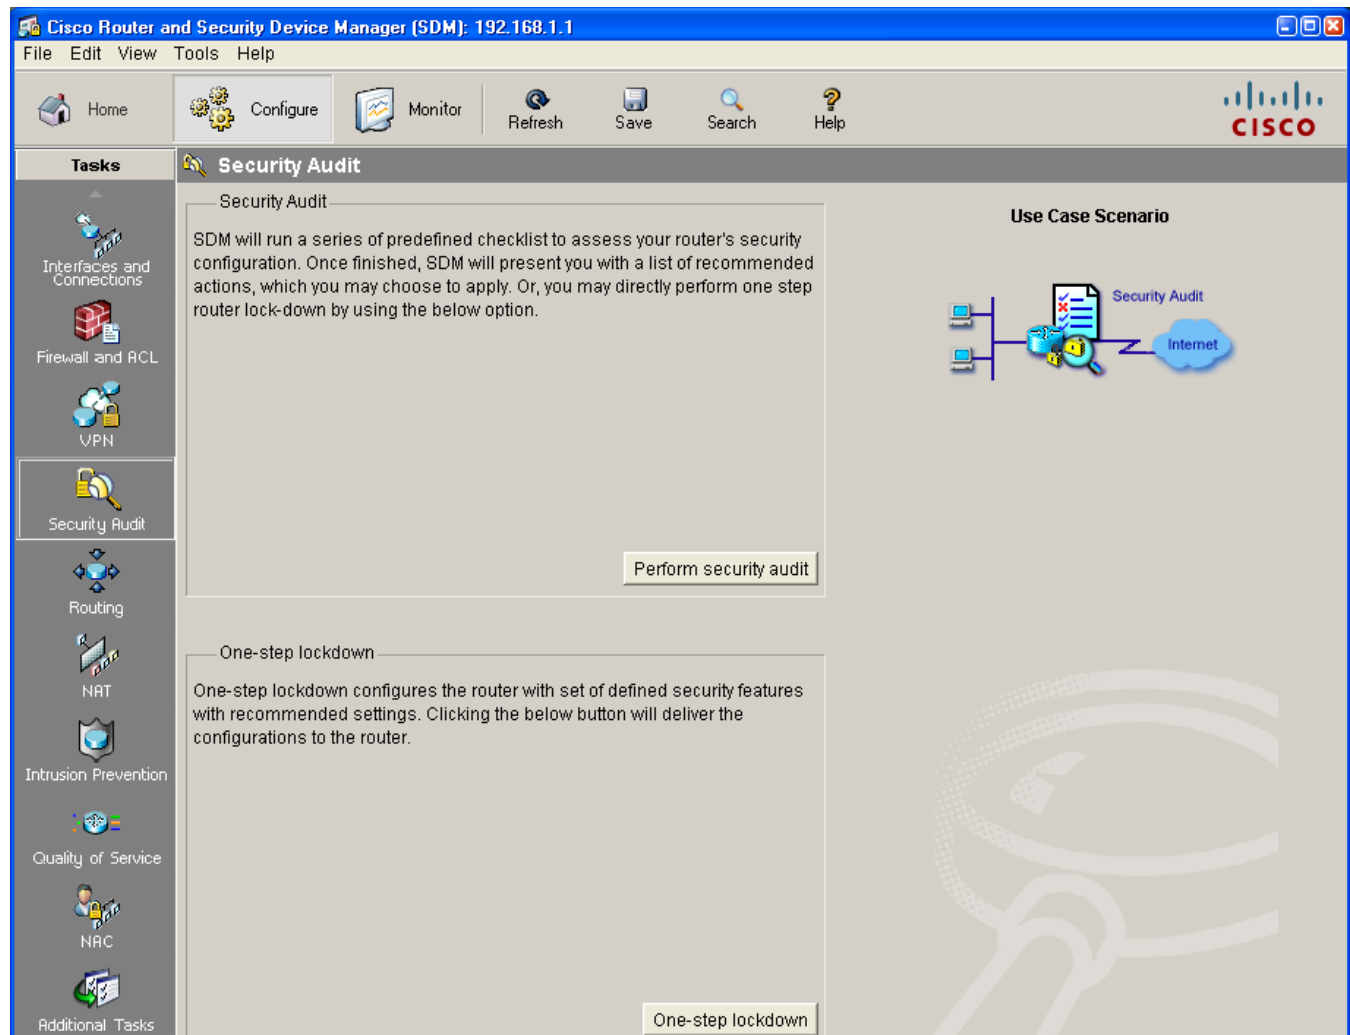 Cisco Router and Security Device Manager (SDM): 192.168.1.1
File Edit View Tools Help
Home Configure Monitor Refresh Save Search Help
CISCO
Tasks
Security Audit
Interfaces and
Connections
Firewall and ACL
VPN
Security Audit
Routing
NAT
Intrusion Prevention
Quality of Service
NAC
Additional Tasks
Security Audit
SDM will run a series of predefined checklist to assess your router's security
configuration. Once finished, SDM will present you with a list of recommended
actions, which you may choose to apply. Or, you may directly perform one step
router lock-down by using the below option.
Perform security audit
One-step lockdown
One-step lockdown configures the router with set of defined security features
with recommended settings. Clicking the below button will deliver the
configurations to the router.
One-step lockdown
Use Case Scenario
Security Audit
Internet